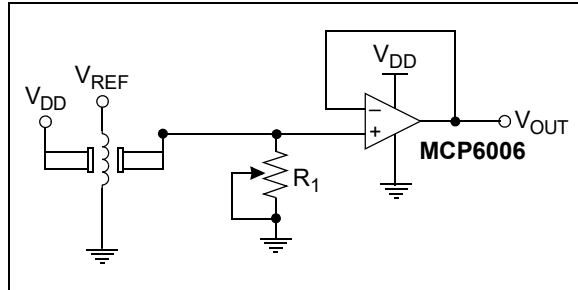 V_REF
V_DD
V_DD
−
+
V_OUT
MCP6006
R_1